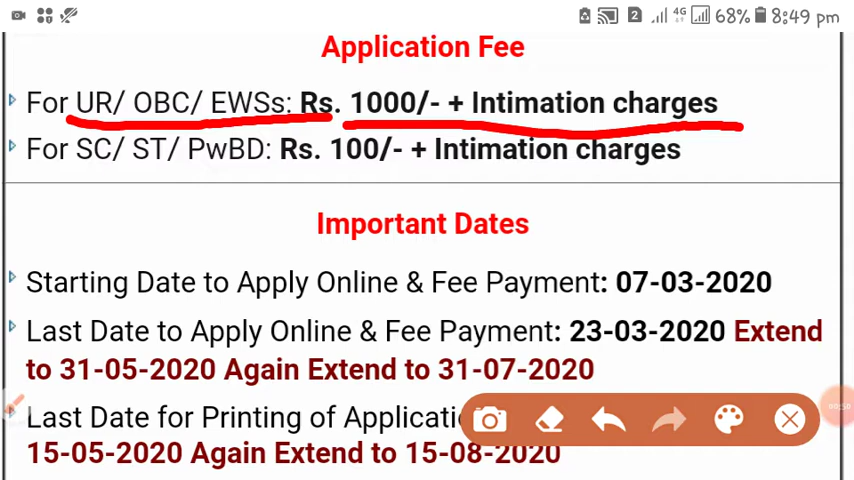 2 4G 68% 8:49 pm
Application Fee
For UR/ OBC/ EWSs: Rs. 1000/- + Intimation charges
For SC/ ST/ PwBD: Rs. 100/- + Intimation charges
Important Dates
Starting Date to Apply Online & Fee Payment: 07-03-2020
Last Date to Apply Online & Fee Payment: 23-03-2020 Extend
to 31-05-2020 Again Extend to 31-07-2020
Last Date for Printing of Applicatio
15-05-2020 Again Extend to 15-08-2020